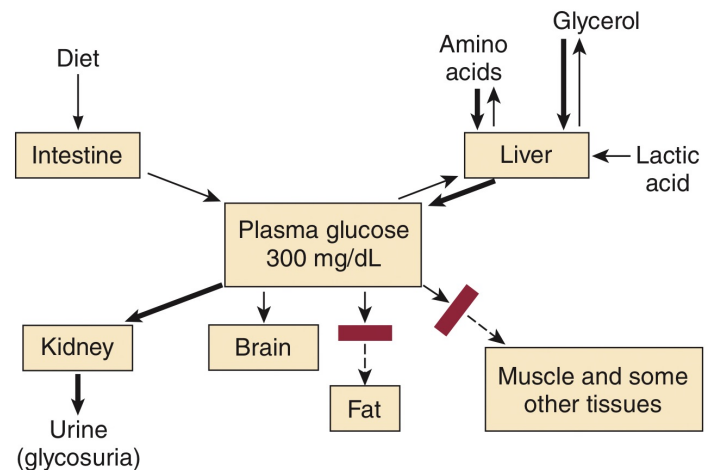 Glycerol
Amino
acids
Diet
Intestine
Liver
Lactic
acid
Plasma glucose
300 mg/dL
Kidney
Brain
Fat
Muscle and some
other tissues
Urine
(glycosuria)